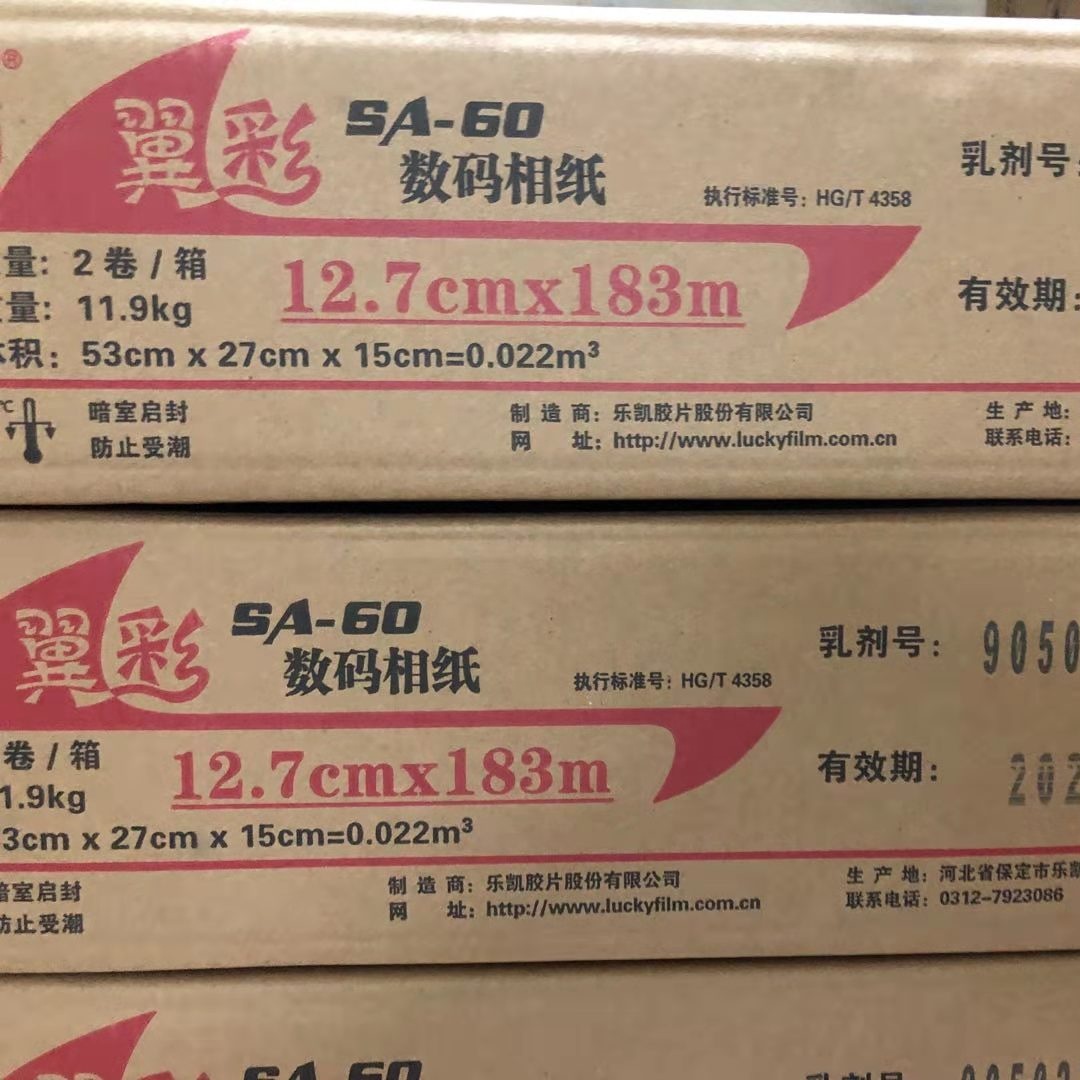 ®
翼彩 SA-60
数码相纸
执行标准号：HG/T 4358
乳剂号：
量：2卷/箱
12.7cmx183m
量：11.9kg
有效期：
积：53cm x 27cm x 15cm=0.022m³
℃
暗室启封
防止受潮
制造商：乐凯胶片股份有限公司
网址：http://www.luckyfilm.com.cn
生产地：
联系电话：
翼彩 SA-60
数码相纸
执行标准号：HG/T 4358
乳剂号：9050
卷/箱
12.7cmx183m
1.9kg
有效期：202
3cm x 27cm x 15cm=0.022m³
暗室启封
防止受潮
制造商：乐凯胶片股份有限公司
网址：http://www.luckyfilm.com.cn
生产地：河北省保定市乐凯
联系电话：0312-7923086
SA-60
乳剂号